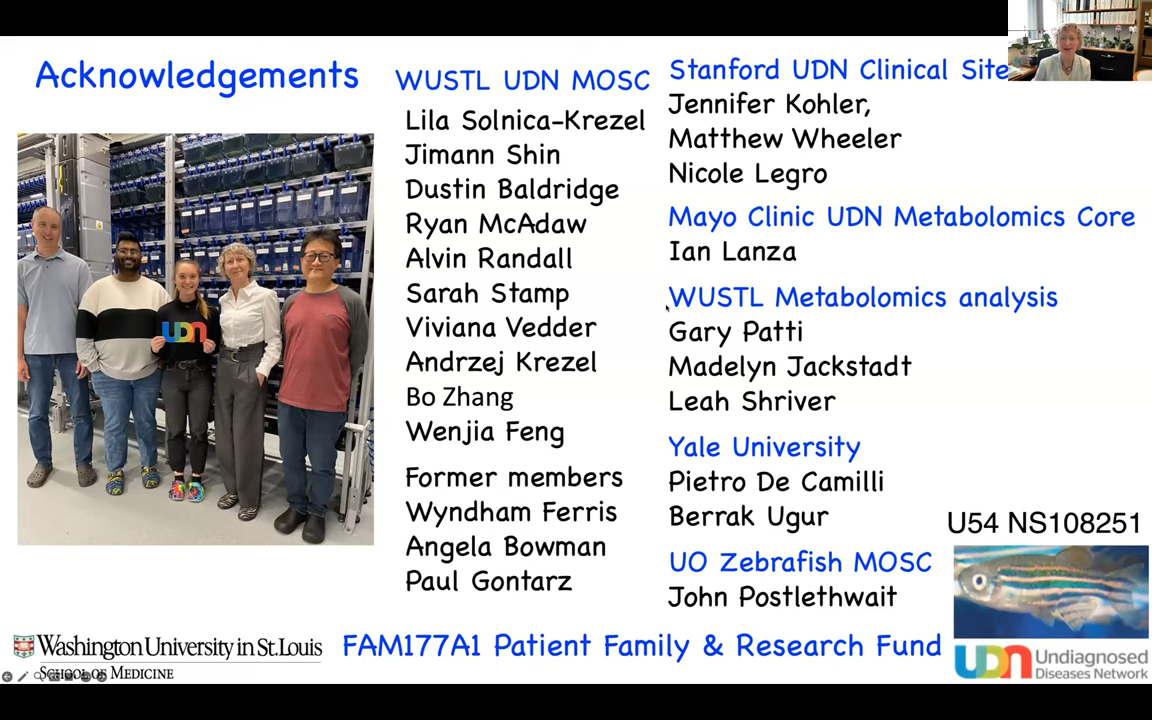 Acknowledgements
WUSTL UDN MOSC
Lila Solnica-Krezel
Jimann Shin
Dustin Baldridge
Ryan McAdaw
Alvin Randall
Sarah Stamp
Viviana Vedder
Andrzej Krezel
Bo Zhang
Wenjia Feng
Former members
Wyndham Ferris
Angela Bowman
Paul Gontarz
Stanford UDN Clinical Site
Jennifer Kohler,
Matthew Wheeler
Nicole Legro
Mayo Clinic UDN Metabolomics Core
Ian Lanza
WUSTL Metabolomics analysis
Gary Patti
Madelyn Jackstadt
Leah Shriver
Yale University
Pietro De Camilli
Berrak Ugur
UO Zebrafish MOSC
John Postlethwait
U54 NS108251
UDN
Washington University in St. Louis
SCHOOL OF MEDICINE
FAM177A1 Patient Family & Research Fund
UDN Undiagnosed
Diseases Network